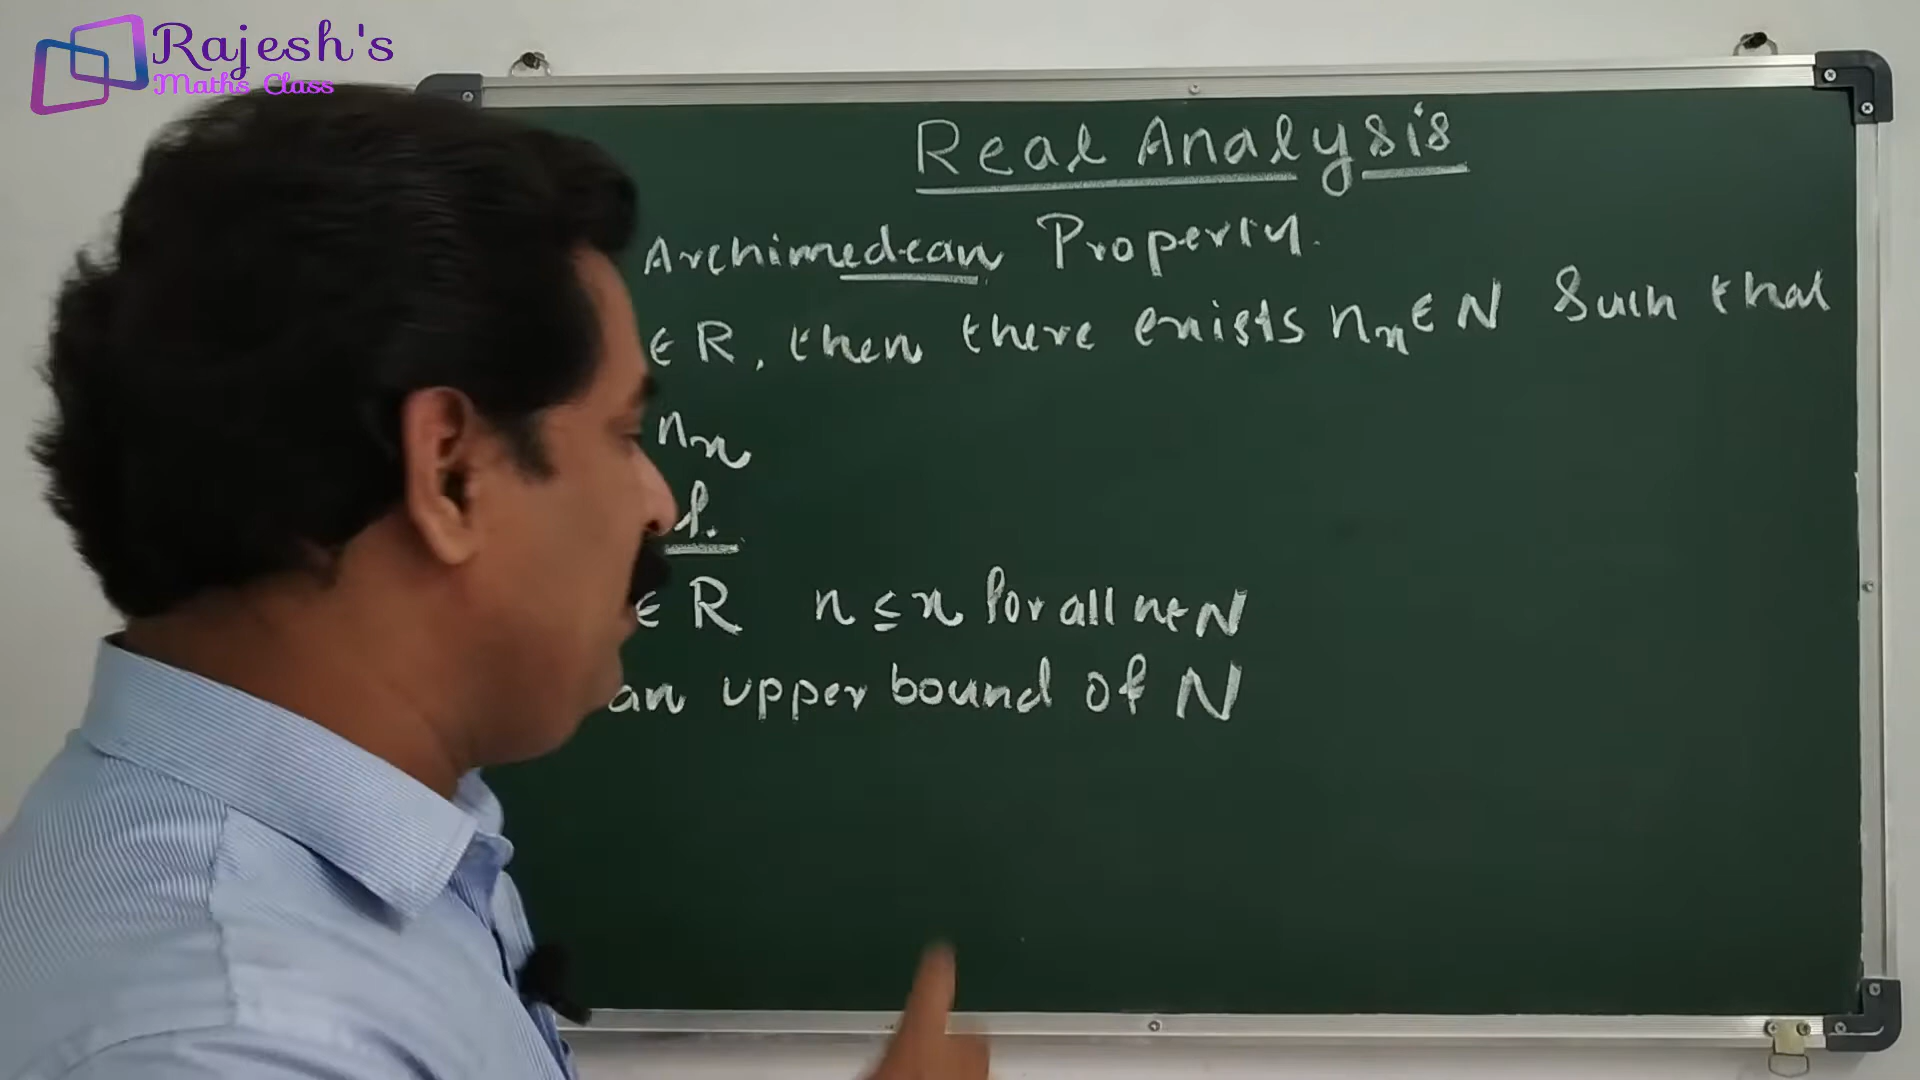 Rajesh's
Maths Class
Real Analysis
Archimedean Property.
∈ R, then there exists nₓ ∈ N Such that
nₓ
f.
∈ R n ≤ x for all n∈N
an upper bound of N